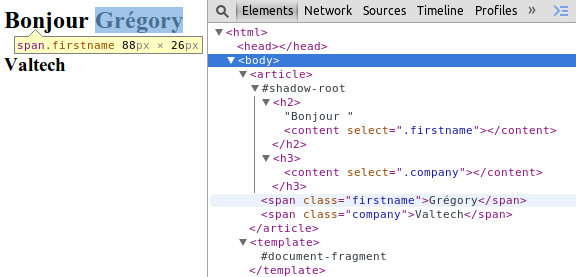 Bonjour Grégory
span.firstname 88px × 26px
Valtech
Elements Network Sources Timeline Profiles »
<html>
<head></head>
<body>
<article>
#shadow-root
<h2>
"Bonjour "
<content select=".firstname"></content>
</h2>
<h3>
<content select=".company"></content>
</h3>
<span class="firstname">Grégory</span>
<span class="company">Valtech</span>
</article>
<template>
#document-fragment
</template>